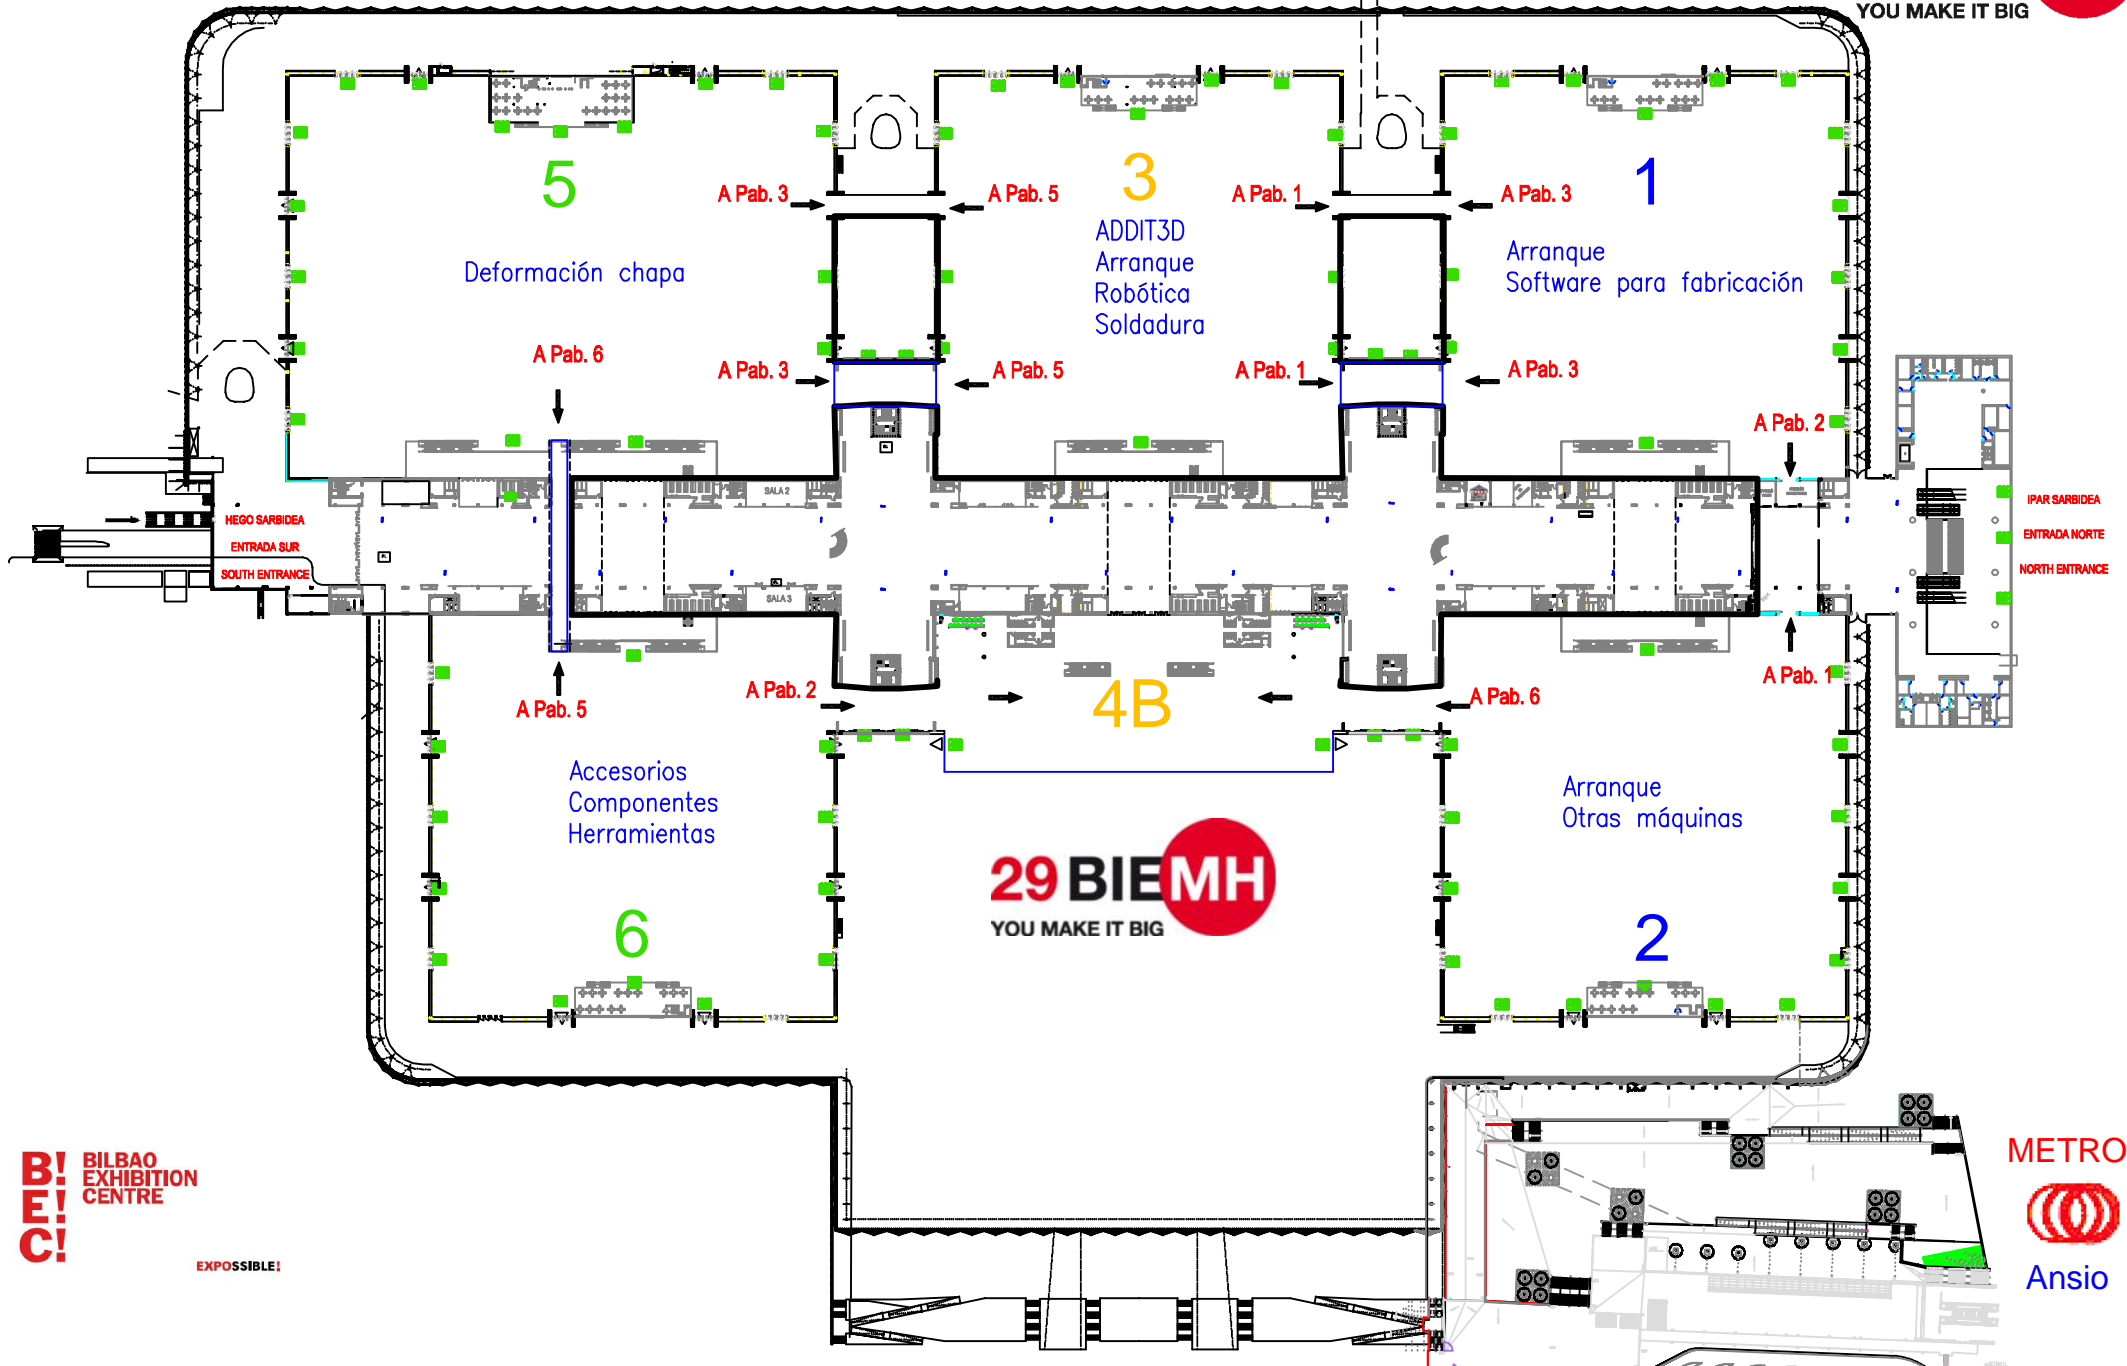 YOU MAKE IT BIG
5
3
1
A Pab. 3
A Pab. 5
A Pab. 1
A Pab. 3
ADDIT3D
Arranque
Robótica
Soldadura
Deformación chapa
Arranque
Software para fabricación
A Pab. 6
A Pab. 3
A Pab. 5
A Pab. 1
A Pab. 3
A Pab. 2
SALA 2
HEGO SARBIDEA
ENTRADA SUR
SOUTH ENTRANCE
IPAR SARBIDEA
ENTRADA NORTE
NORTH ENTRANCE
SALA 3
A Pab. 5
A Pab. 2
4B
A Pab. 6
A Pab. 1
Accesorios
Componentes
Herramientas
Arranque
Otras máquinas
29 BIEMH
YOU MAKE IT BIG
6
2
B!
E!
C!
BILBAO
EXHIBITION
CENTRE
EXPOSSIBLE!
METRO
Ansio